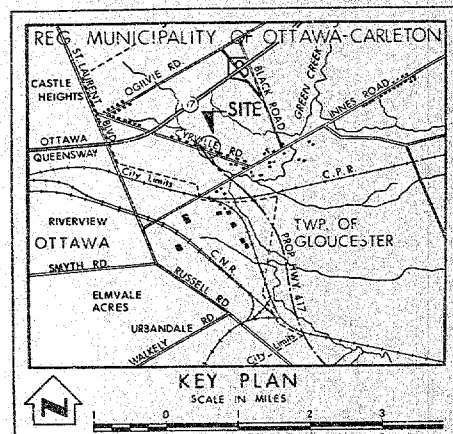 REG. MUNICIPALITY OF OTTAWA-CARLETON
ST. LAURENT BLVD.
OGILVIE RD
BLACK ROAD
GREEN CREEK
INNES ROAD
CASTLE
HEIGHTS
17
SITE
CYRVILLE RD.
OTTAWA
QUEENSWAY
City Limits
C.P.R.
RIVERVIEW
OTTAWA
TWP. OF
GLOUCESTER
C.N.R.
PROP. HWY. 417
SMYTH RD.
RUSSELL RD
ELMVALE
ACRES
URBANDALE
WALKELY RD
City Limits
KEY PLAN
SCALE IN MILES
N
1 0 1 2 3